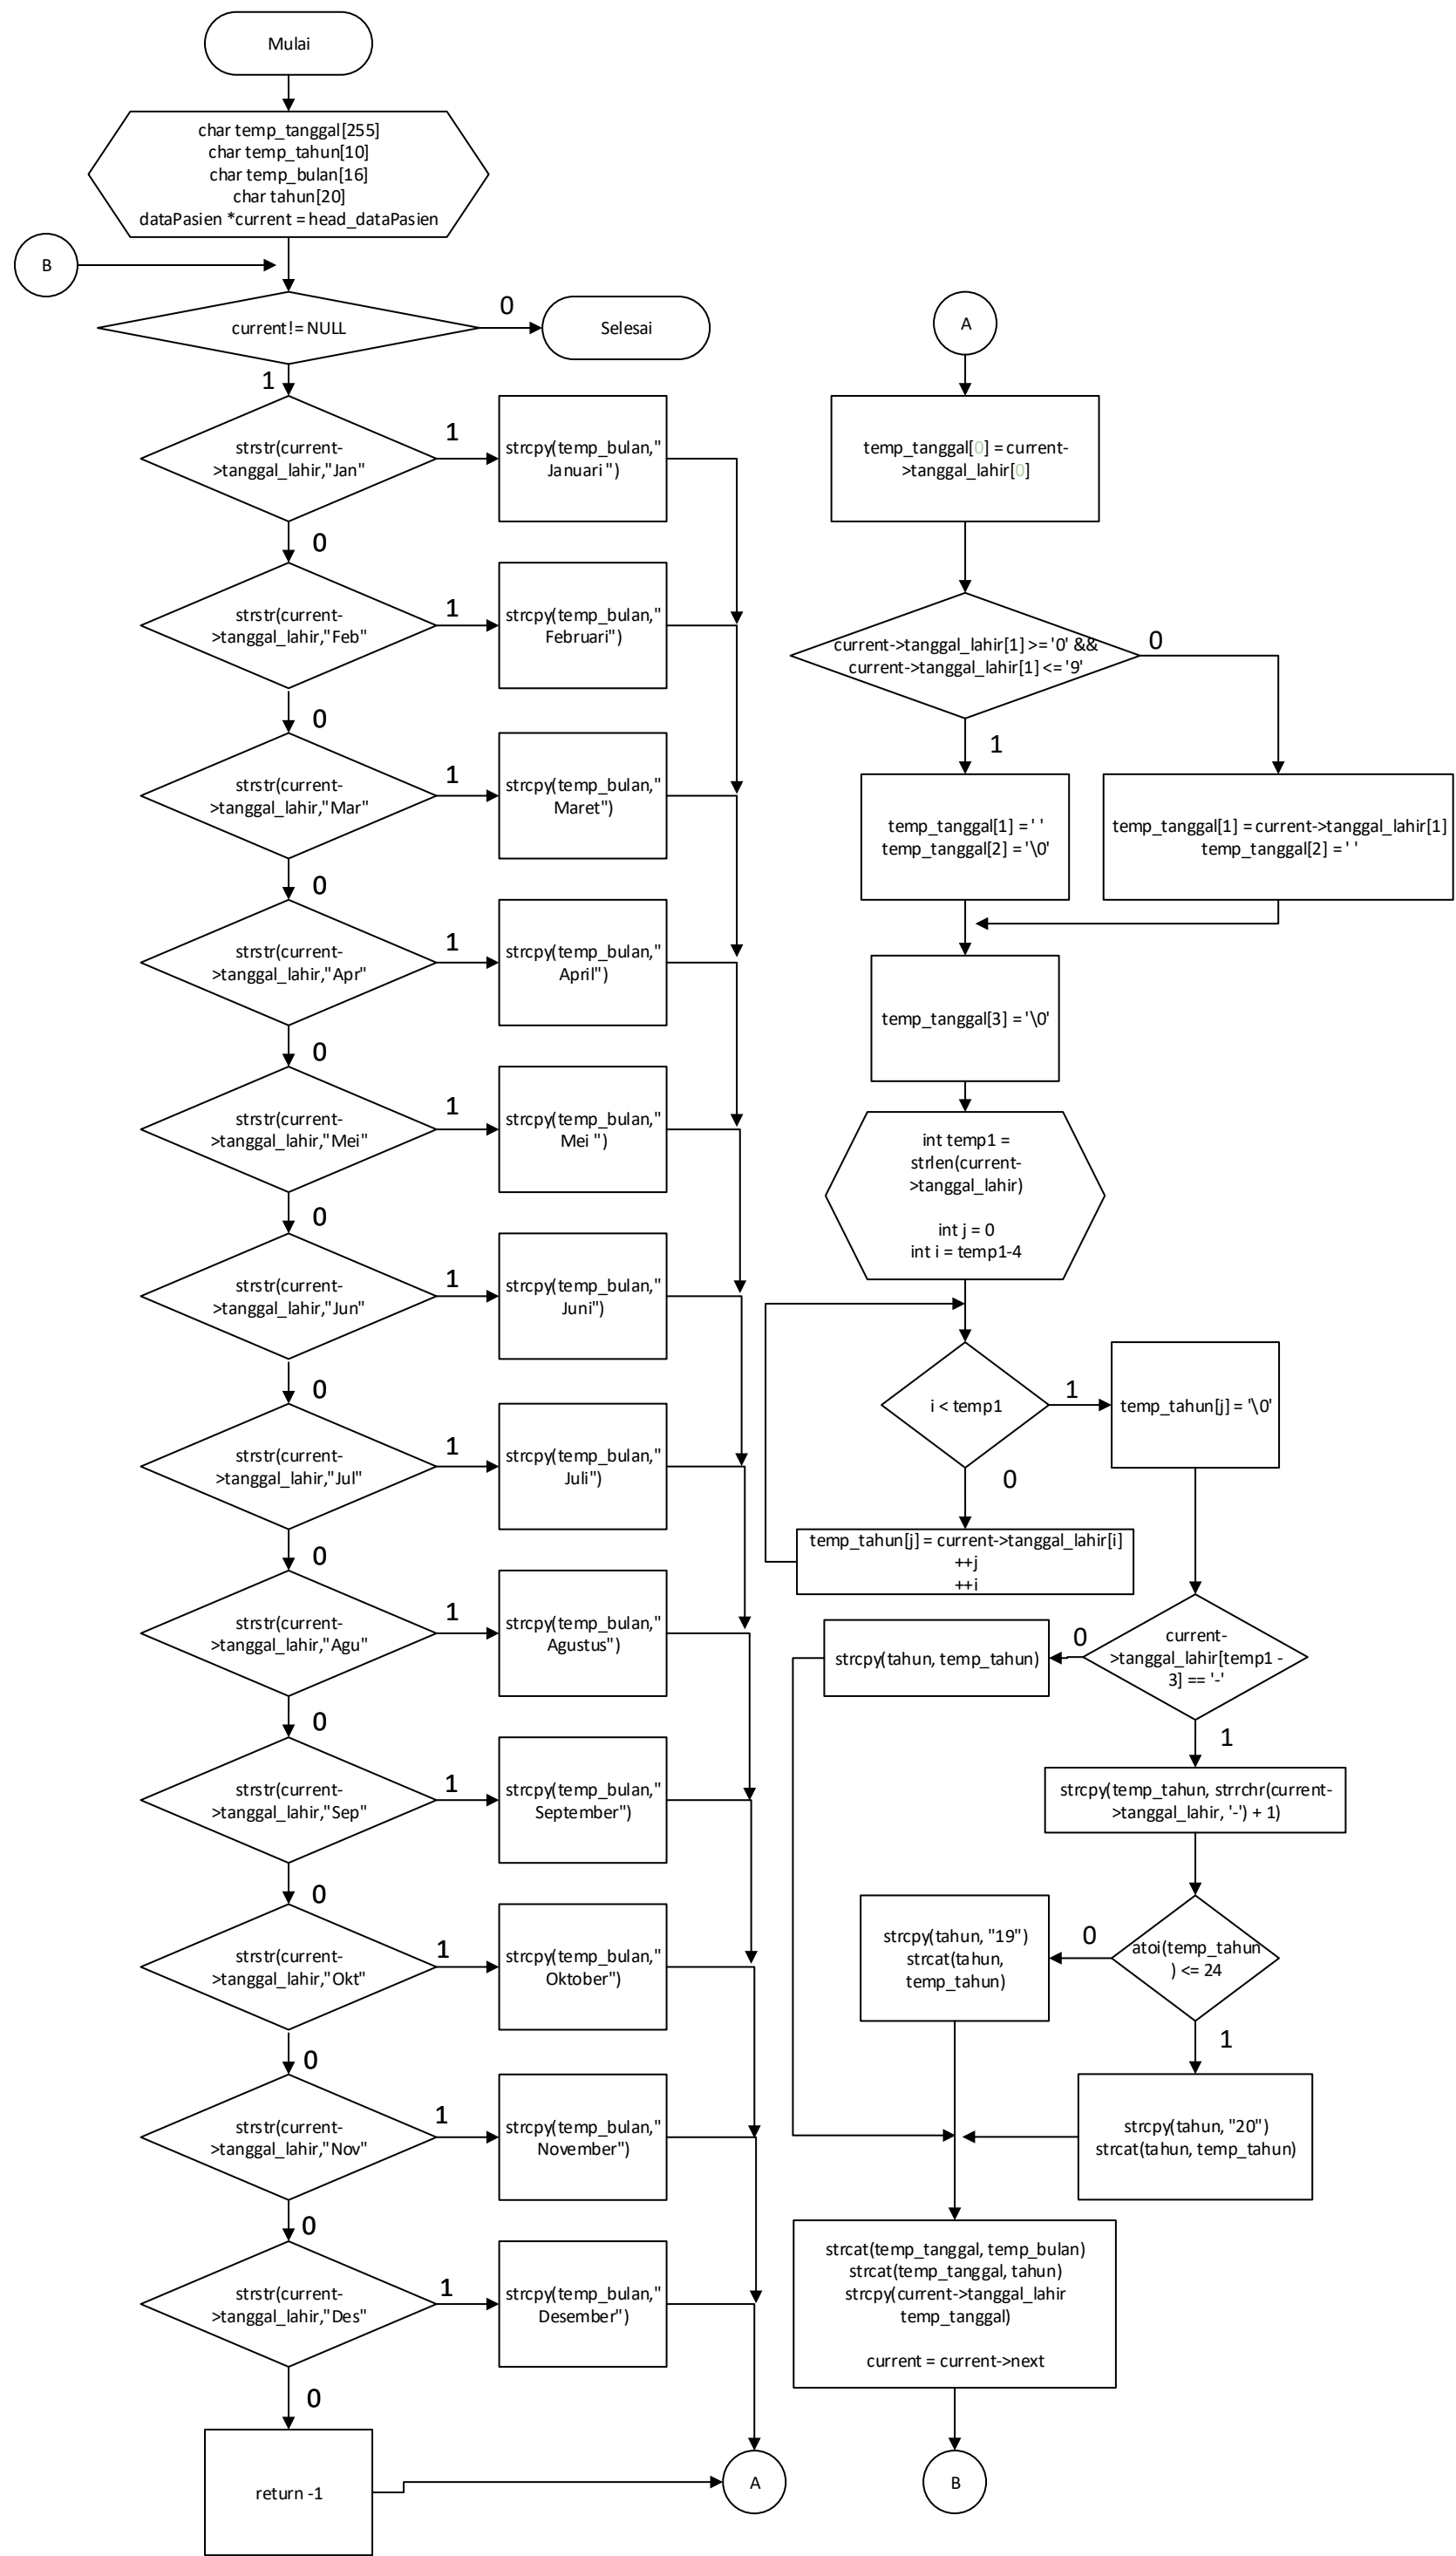 Mulai
char temp_tanggal[255]
char temp_tahun[10]
char temp_bulan[16]
char tahun[20]
dataPasien *current = head_dataPasien
B
current!= NULL
0
Selesai
1
strstr(current-
>tanggal_lahir,"Jan"
1
strcpy(temp_bulan,"
Januari ")
0
strstr(current-
>tanggal_lahir,"Feb"
1
strcpy(temp_bulan,"
Februari")
0
strstr(current-
>tanggal_lahir,"Mar"
1
strcpy(temp_bulan,"
Maret")
0
strstr(current-
>tanggal_lahir,"Apr"
1
strcpy(temp_bulan,"
April")
0
strstr(current-
>tanggal_lahir,"Mei"
1
strcpy(temp_bulan,"
Mei ")
0
strstr(current-
>tanggal_lahir,"Jun"
1
strcpy(temp_bulan,"
Juni")
0
strstr(current-
>tanggal_lahir,"Jul"
1
strcpy(temp_bulan,"
Juli")
0
strstr(current-
>tanggal_lahir,"Agu"
1
strcpy(temp_bulan,"
Agustus")
0
strstr(current-
>tanggal_lahir,"Sep"
1
strcpy(temp_bulan,"
September")
0
strstr(current-
>tanggal_lahir,"Okt"
1
strcpy(temp_bulan,"
Oktober")
0
strstr(current-
>tanggal_lahir,"Nov"
1
strcpy(temp_bulan,"
November")
0
strstr(current-
>tanggal_lahir,"Des"
1
strcpy(temp_bulan,"
Desember")
0
return -1
A
A
temp_tanggal[0] = current-
>tanggal_lahir[0]
current->tanggal_lahir[1] >= '0' &&
current->tanggal_lahir[1] <= '9'
0
1
temp_tanggal[1] = ' '
temp_tanggal[2] = '\0'
temp_tanggal[1] = current->tanggal_lahir[1]
temp_tanggal[2] = ' '
temp_tanggal[3] = '\0'
int temp1 =
strlen(current-
>tanggal_lahir)
int j = 0
int i = temp1-4
i < temp1
1
temp_tahun[j] = '\0'
0
temp_tahun[j] = current->tanggal_lahir[i]
++j
++i
current-
>tanggal_lahir[temp1 -
3] == '-'
0
strcpy(tahun, temp_tahun)
1
strcpy(temp_tahun, strrchr(current-
>tanggal_lahir, '-') + 1)
atoi(temp_tahun
) <= 24
0
strcpy(tahun, "19")
strcat(tahun,
temp_tahun)
1
strcpy(tahun, "20")
strcat(tahun, temp_tahun)
strcat(temp_tanggal, temp_bulan)
strcat(temp_tanggal, tahun)
strcpy(current->tanggal_lahir
temp_tanggal)
current = current->next
B